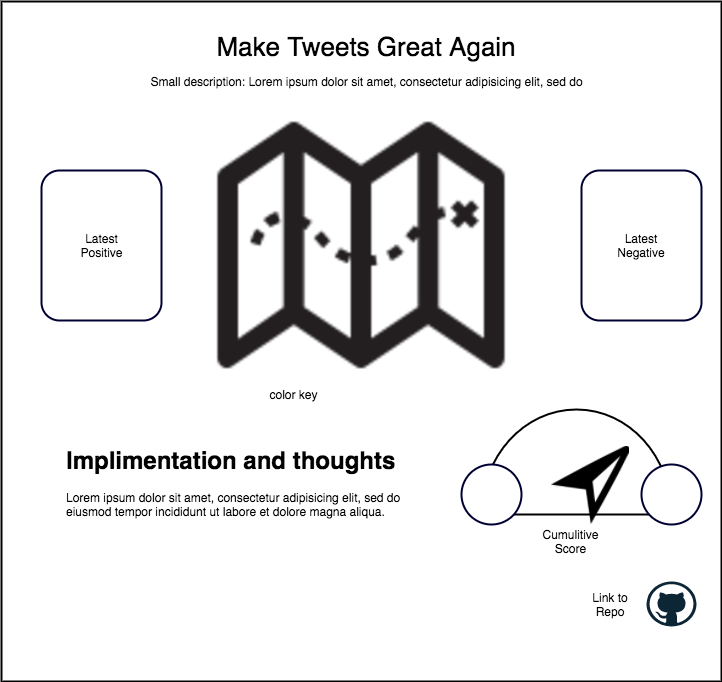 Make Tweets Great Again
Small description: Lorem ipsum dolor sit amet, consectetur adipisicing elit, sed do
Latest
Positive
Latest
Negative
color key
Implimentation and thoughts
Lorem ipsum dolor sit amet, consectetur adipisicing elit, sed do
eiusmod tempor incididunt ut labore et dolore magna aliqua.
Cumulitive
Score
Link to
Repo